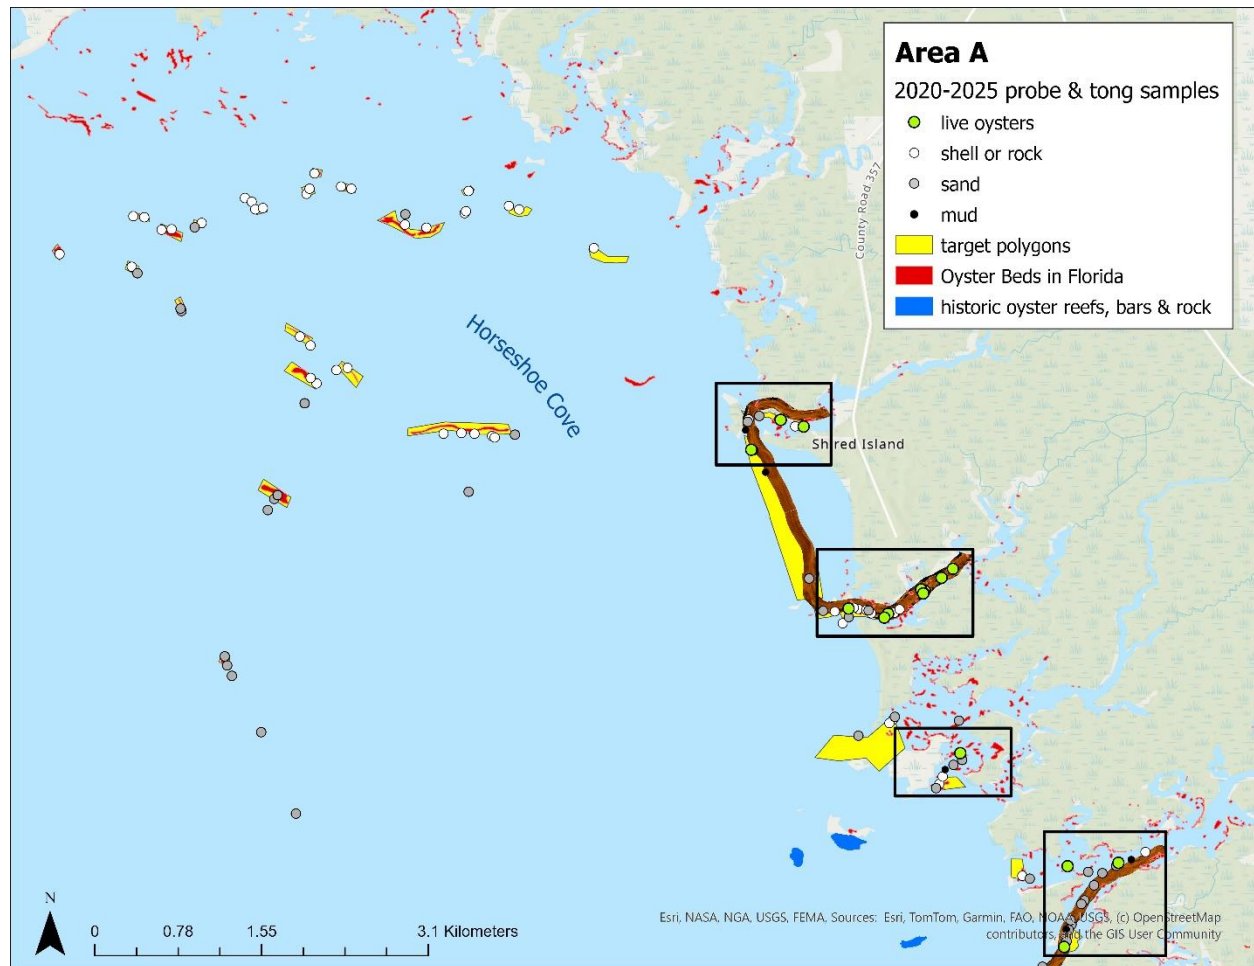 Area A
2020-2025 probe & tong samples
live oysters
shell or rock
sand
mud
target polygons
Oyster Beds in Florida
historic oyster reefs, bars & rock
County Road 357
Horseshoe Cove
Shired Island
N
0 0.78 1.55 3.1 Kilometers
Esri, NASA, NGA, USGS, FEMA. Sources: Esri, TomTom, Garmin, FAO, NOAA, USGS, (c) OpenStreetMap
contributors, and the GIS User Community